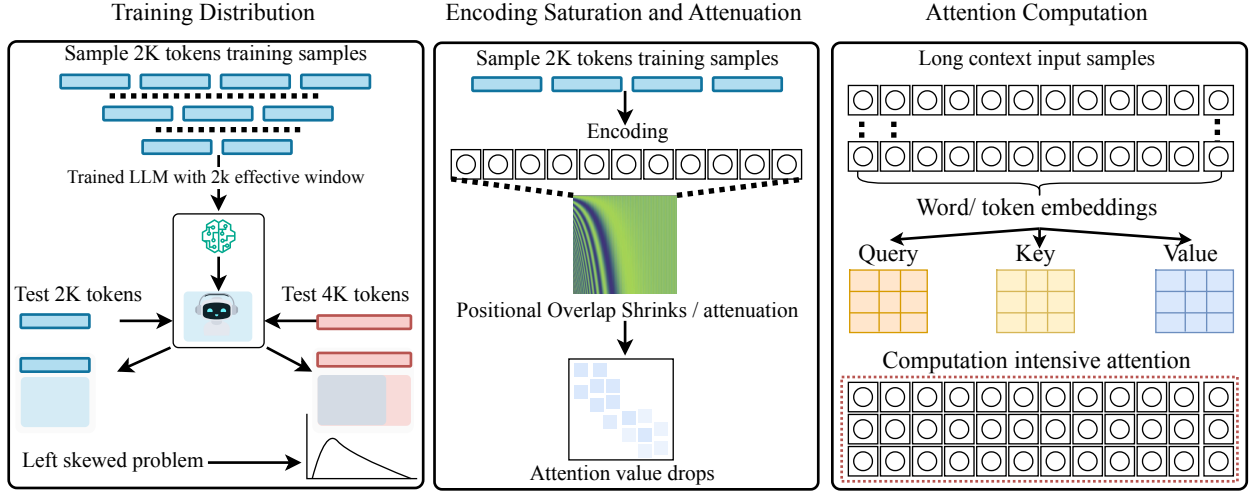 Training Distribution
Sample 2K tokens training samples
Trained LLM with 2k effective window
Test 2K tokens
Test 4K tokens
Left skewed problem
Encoding Saturation and Attenuation
Sample 2K tokens training samples
Encoding
Positional Overlap Shrinks / attenuation
Attention value drops
Attention Computation
Long context input samples
Word/ token embeddings
Query
Key
Value
Computation intensive attention